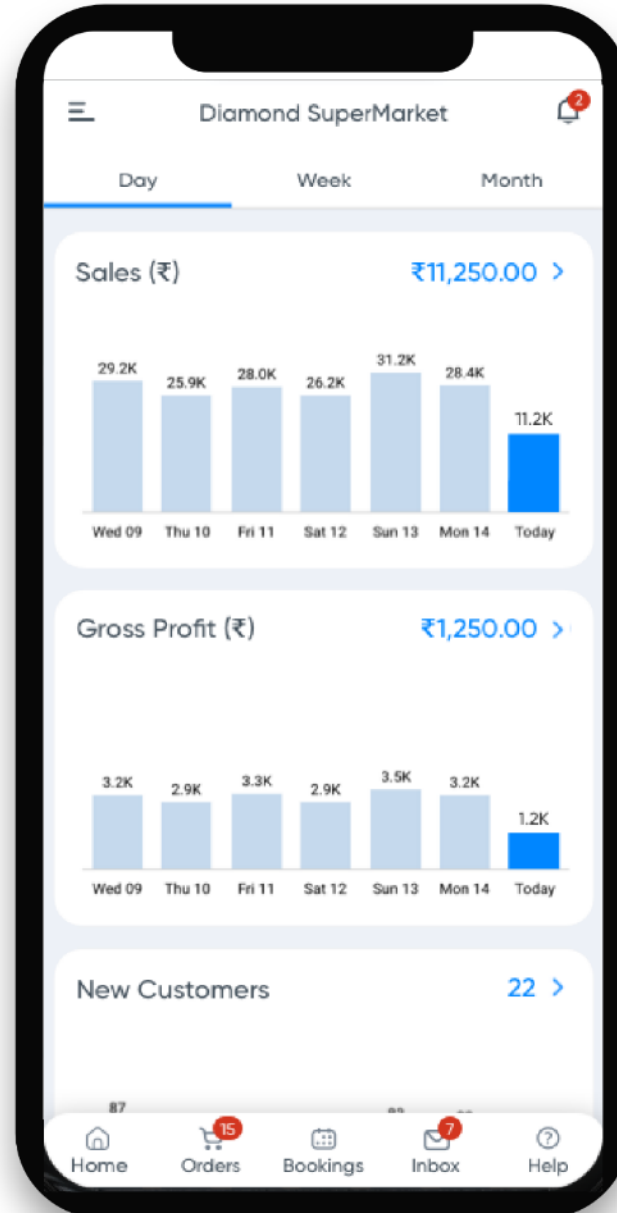 Diamond SuperMarket
2
Day Week Month
Sales (₹) ₹11,250.00 >
29.2K 25.9K 28.0K 26.2K 31.2K 28.4K 11.2K
Wed 09 Thu 10 Fri 11 Sat 12 Sun 13 Mon 14 Today
Gross Profit (₹) ₹1,250.00 >
3.2K 2.9K 3.3K 2.9K 3.5K 3.2K 1.2K
Wed 09 Thu 10 Fri 11 Sat 12 Sun 13 Mon 14 Today
New Customers 22 >
87
15 7
Home Orders Bookings Inbox Help